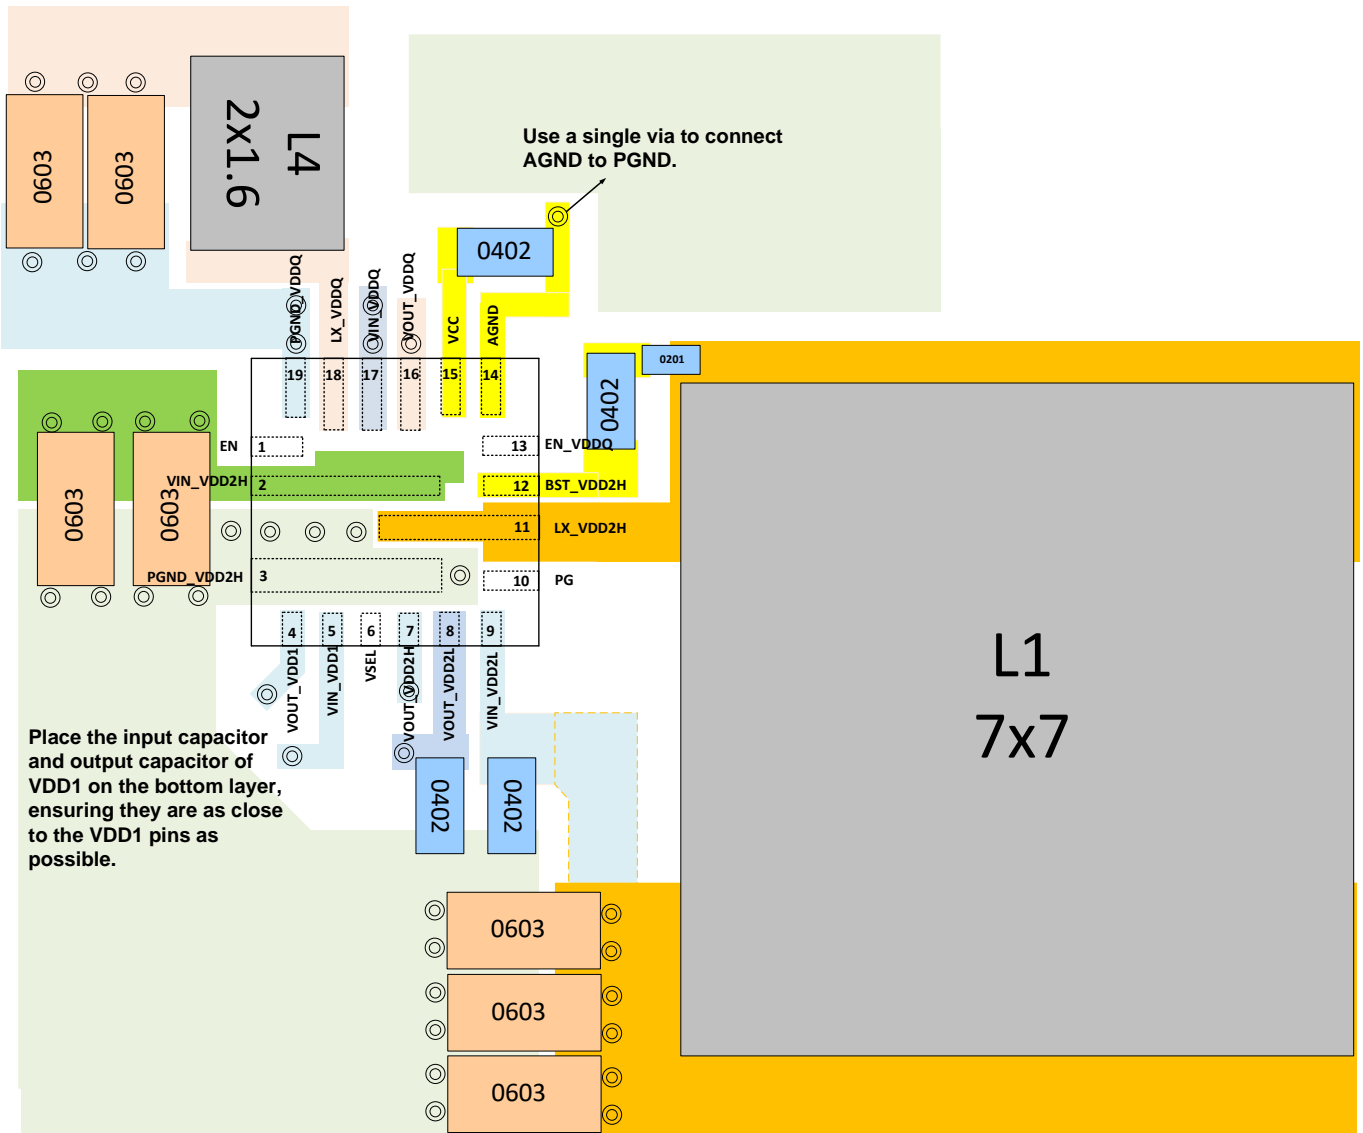 L4
2x1.6
0603
0603
Use a single via to connect
AGND to PGND.
0402
PGND_VDDQ
LX_VDDQ
VIN_VDDQ
VOUT_VDDQ
VCC
AGND
19
18
17
16
15
14
0201
0402
EN
1
13
EN_VDDQ
VIN_VDD2H
2
12
BST_VDD2H
0603
0603
11
LX_VDD2H
PGND_VDD2H
3
10
PG
4
5
6
7
8
9
VOUT_VDD1
VIN_VDD1
VSEL
VOUT_VDD2H
VOUT_VDD2L
VIN_VDD2L
L1
7x7
Place the input capacitor
and output capacitor of
VDD1 on the bottom layer,
ensuring they are as close
to the VDD1 pins as
possible.
0402
0402
0603
0603
0603